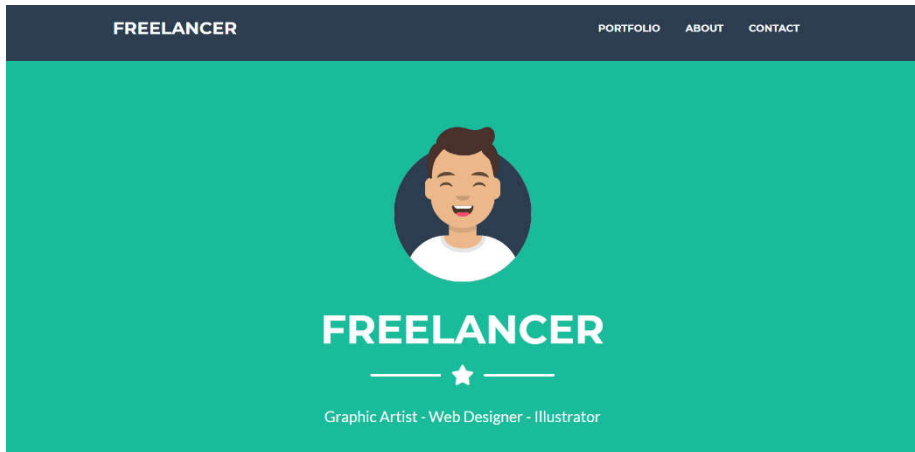 FREELANCER
PORTFOLIO ABOUT CONTACT
FREELANCER
Graphic Artist - Web Designer - Illustrator